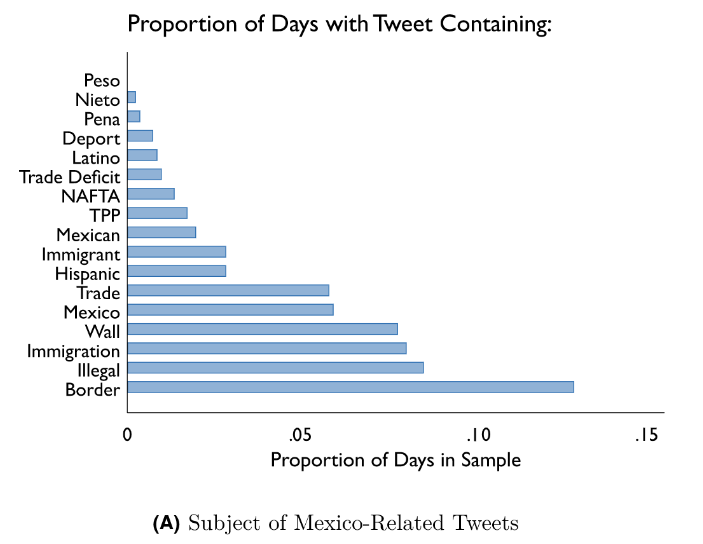 Proportion of Days with Tweet Containing:
Peso
Nieto
Pena
Deport
Latino
Trade Deficit
NAFTA
TPP
Mexican
Immigrant
Hispanic
Trade
Mexico
Wall
Immigration
Illegal
Border
0 .05 .10 .15
Proportion of Days in Sample
(A) Subject of Mexico-Related Tweets